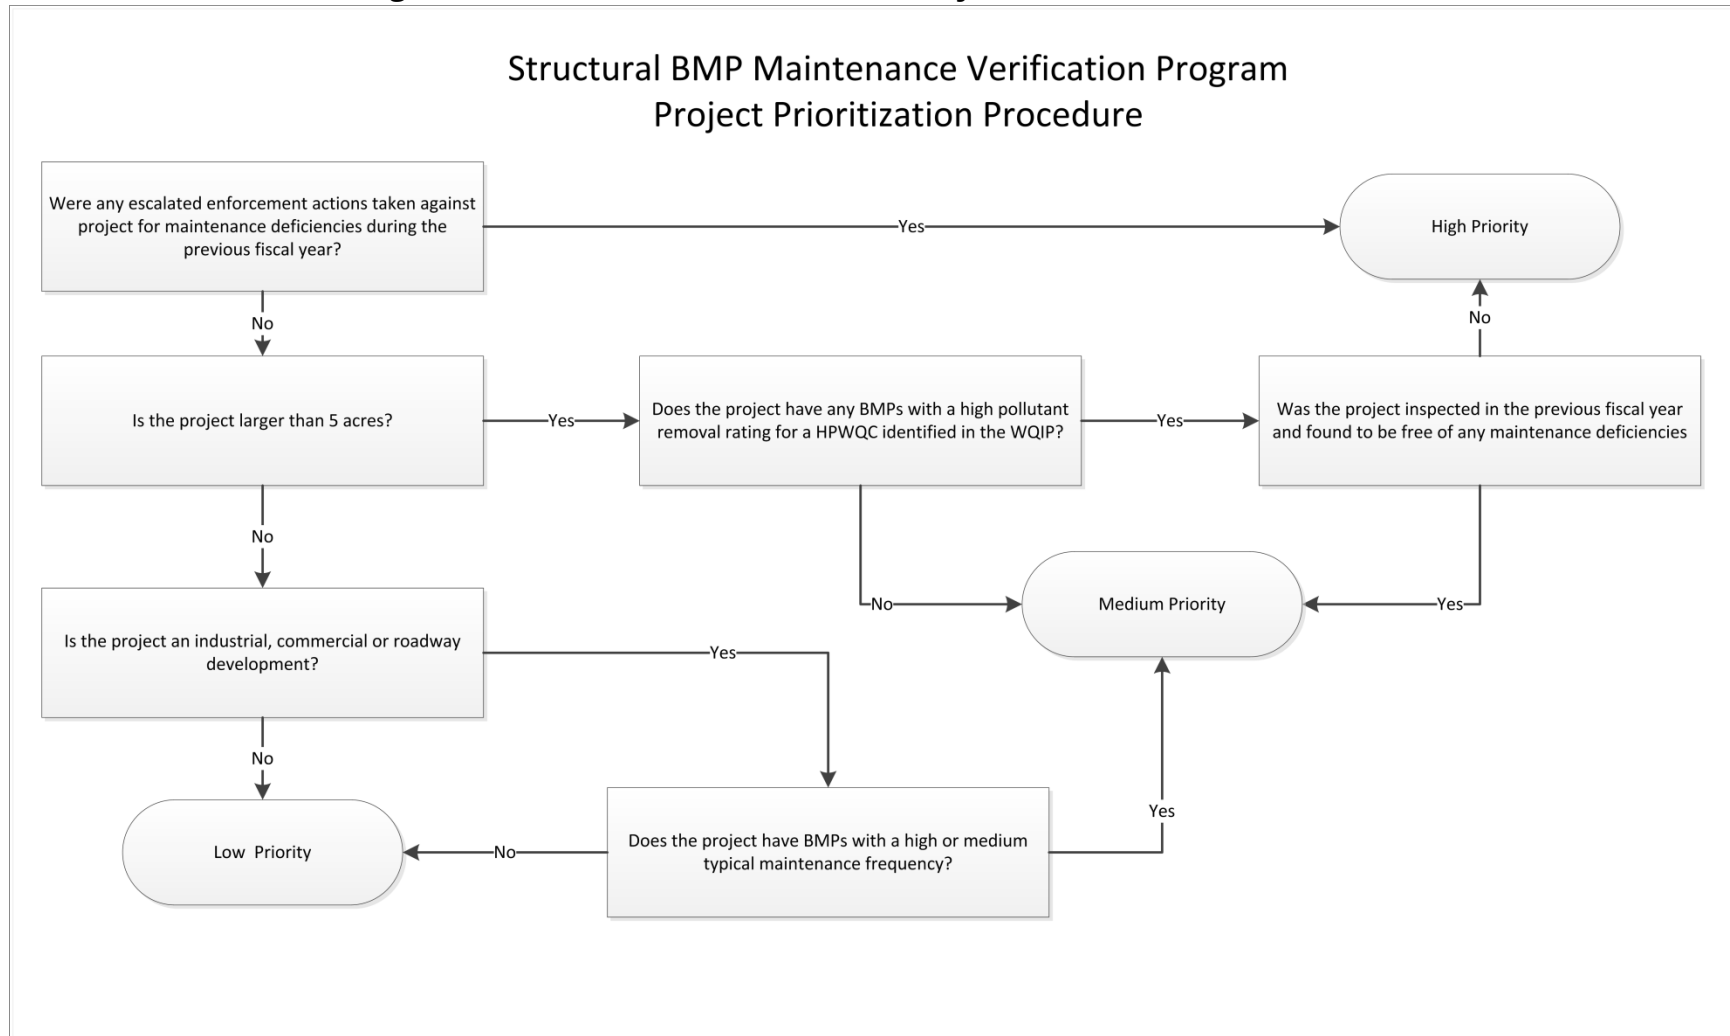 Structural BMP Maintenance Verification Program
Project Prioritization Procedure
Were any escalated enforcement actions taken against
project for maintenance deficiencies during the
previous fiscal year?
Yes
High Priority
No
No
Is the project larger than 5 acres?
Yes
Does the project have any BMPs with a high pollutant
removal rating for a HPWQC identified in the WQIP?
Yes
Was the project inspected in the previous fiscal year
and found to be free of any maintenance deficiencies
No
No
Medium Priority
Yes
Is the project an industrial, commercial or roadway
development?
Yes
No
Low Priority
No
Does the project have BMPs with a high or medium
typical maintenance frequency?
Yes